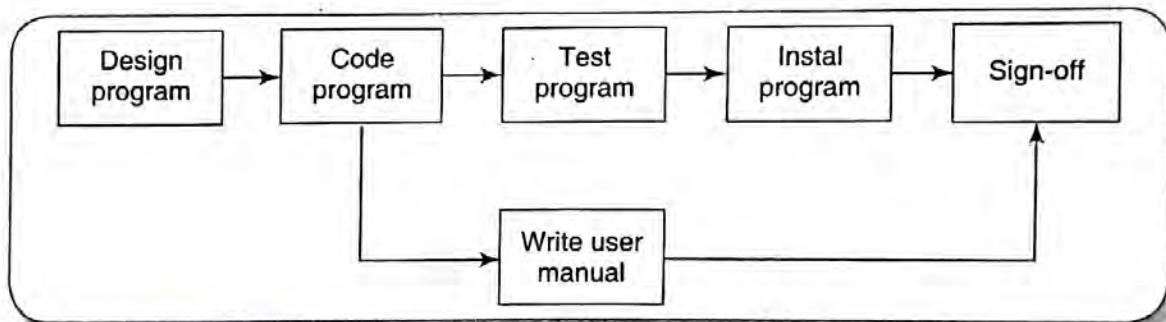 Design
program
Code
program
Test
program
Instal
program
Sign-off
Write user
manual